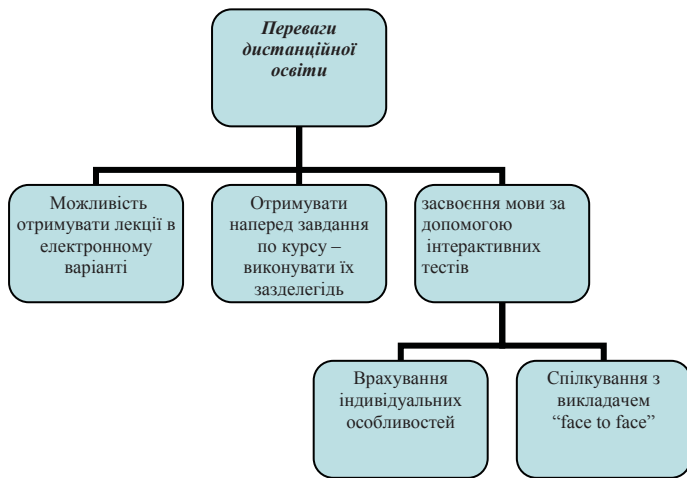 Переваги
дистанційної
освіти
Можливість
отримувати лекції в
електронному
варіанті
Отримувати
наперед завдання
по курсу –
виконувати їх
зазделегідь
засвоєння мови за
допомогою
інтерактивних
тестів
Врахування
індивідуальних
особливостей
Спілкування з
викладачем
“face to face”